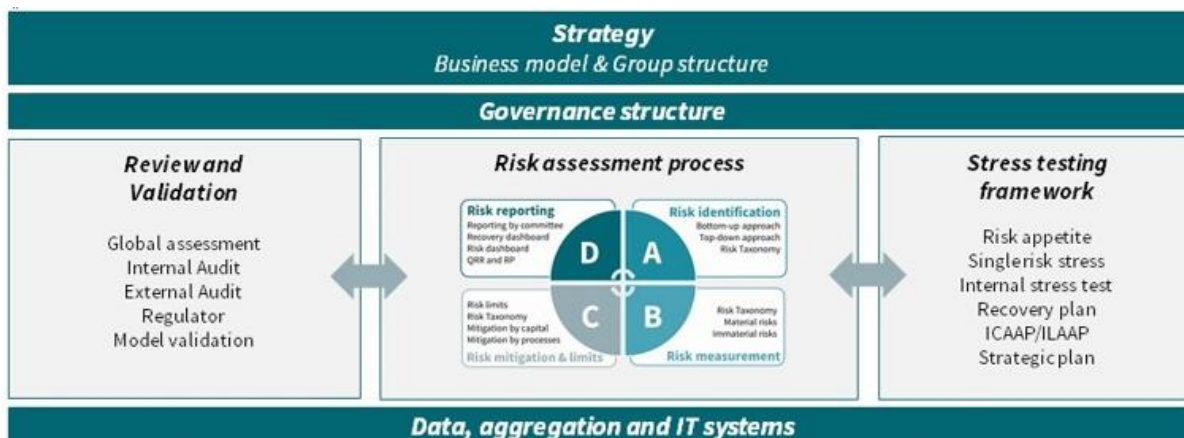 Strategy
Business model & Group structure
Governance structure
Review and
Validation
Global assessment
Internal Audit
External Audit
Regulator
Model validation
Risk assessment process
Risk reporting
Reporting by committee
Recovery dashboard
Risk dashboard
QRR and RP
D
A
Risk identification
Bottom-up approach
Top-down approach
Risk Taxonomy
Risk limits
Risk Taxonomy
Mitigation by capital
Mitigation by processes
Risk mitigation & limits
C
B
Risk Taxonomy
Material risks
Immaterial risks
Risk measurement
Stress testing
framework
Risk appetite
Single risk stress
Internal stress test
Recovery plan
ICAAP/ILAAP
Strategic plan
Data, aggregation and IT systems